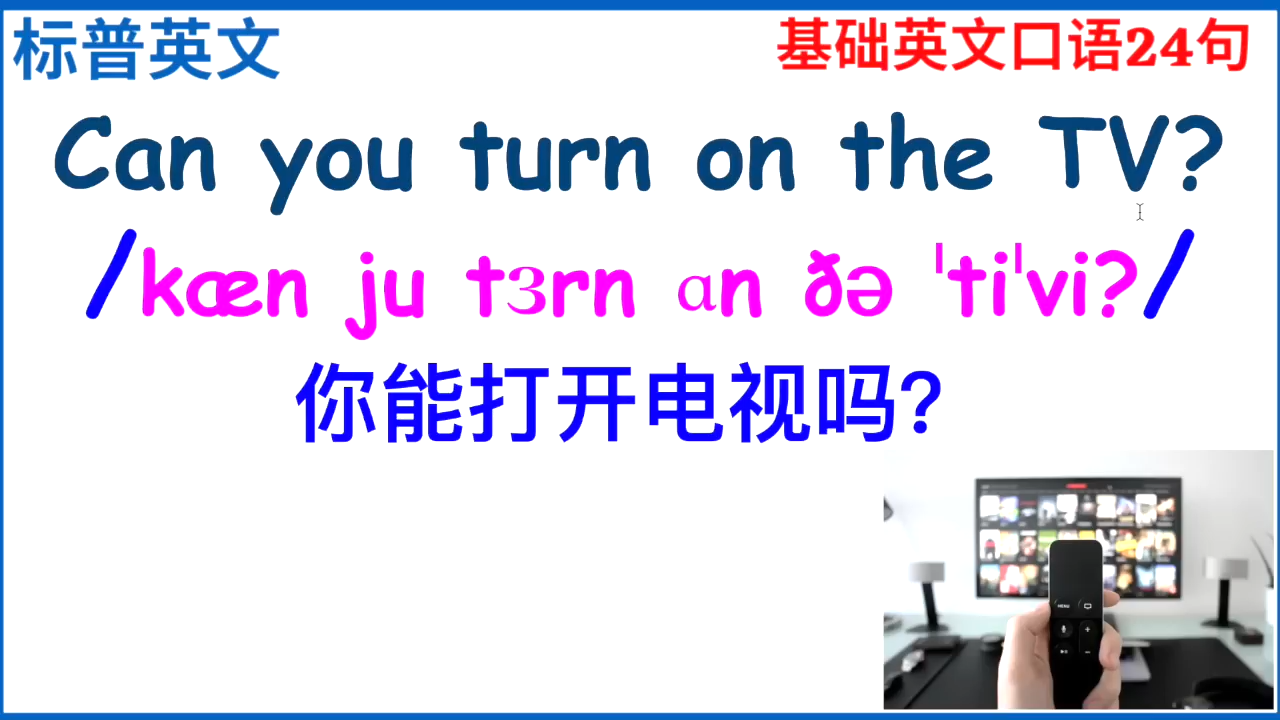 标普英文
基础英文口语24句
Can you turn on the TV?
/kæn ju tɜrn ɑn ðə ˈtiˈvi?/
你能打开电视吗?
MENU